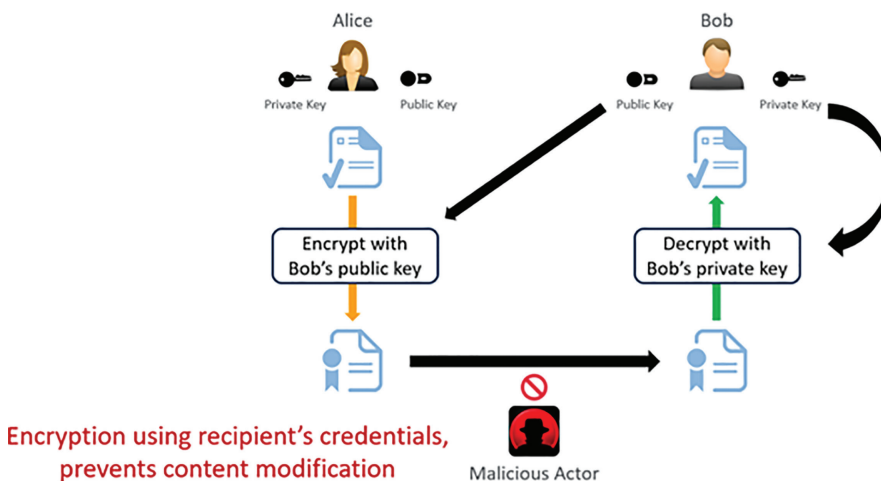 Alice
Bob
Private Key
Public Key
Public Key
Private Key
Encrypt with
Bob's public key
Decrypt with
Bob's private key
Encryption using recipient's credentials,
prevents content modification
Malicious Actor